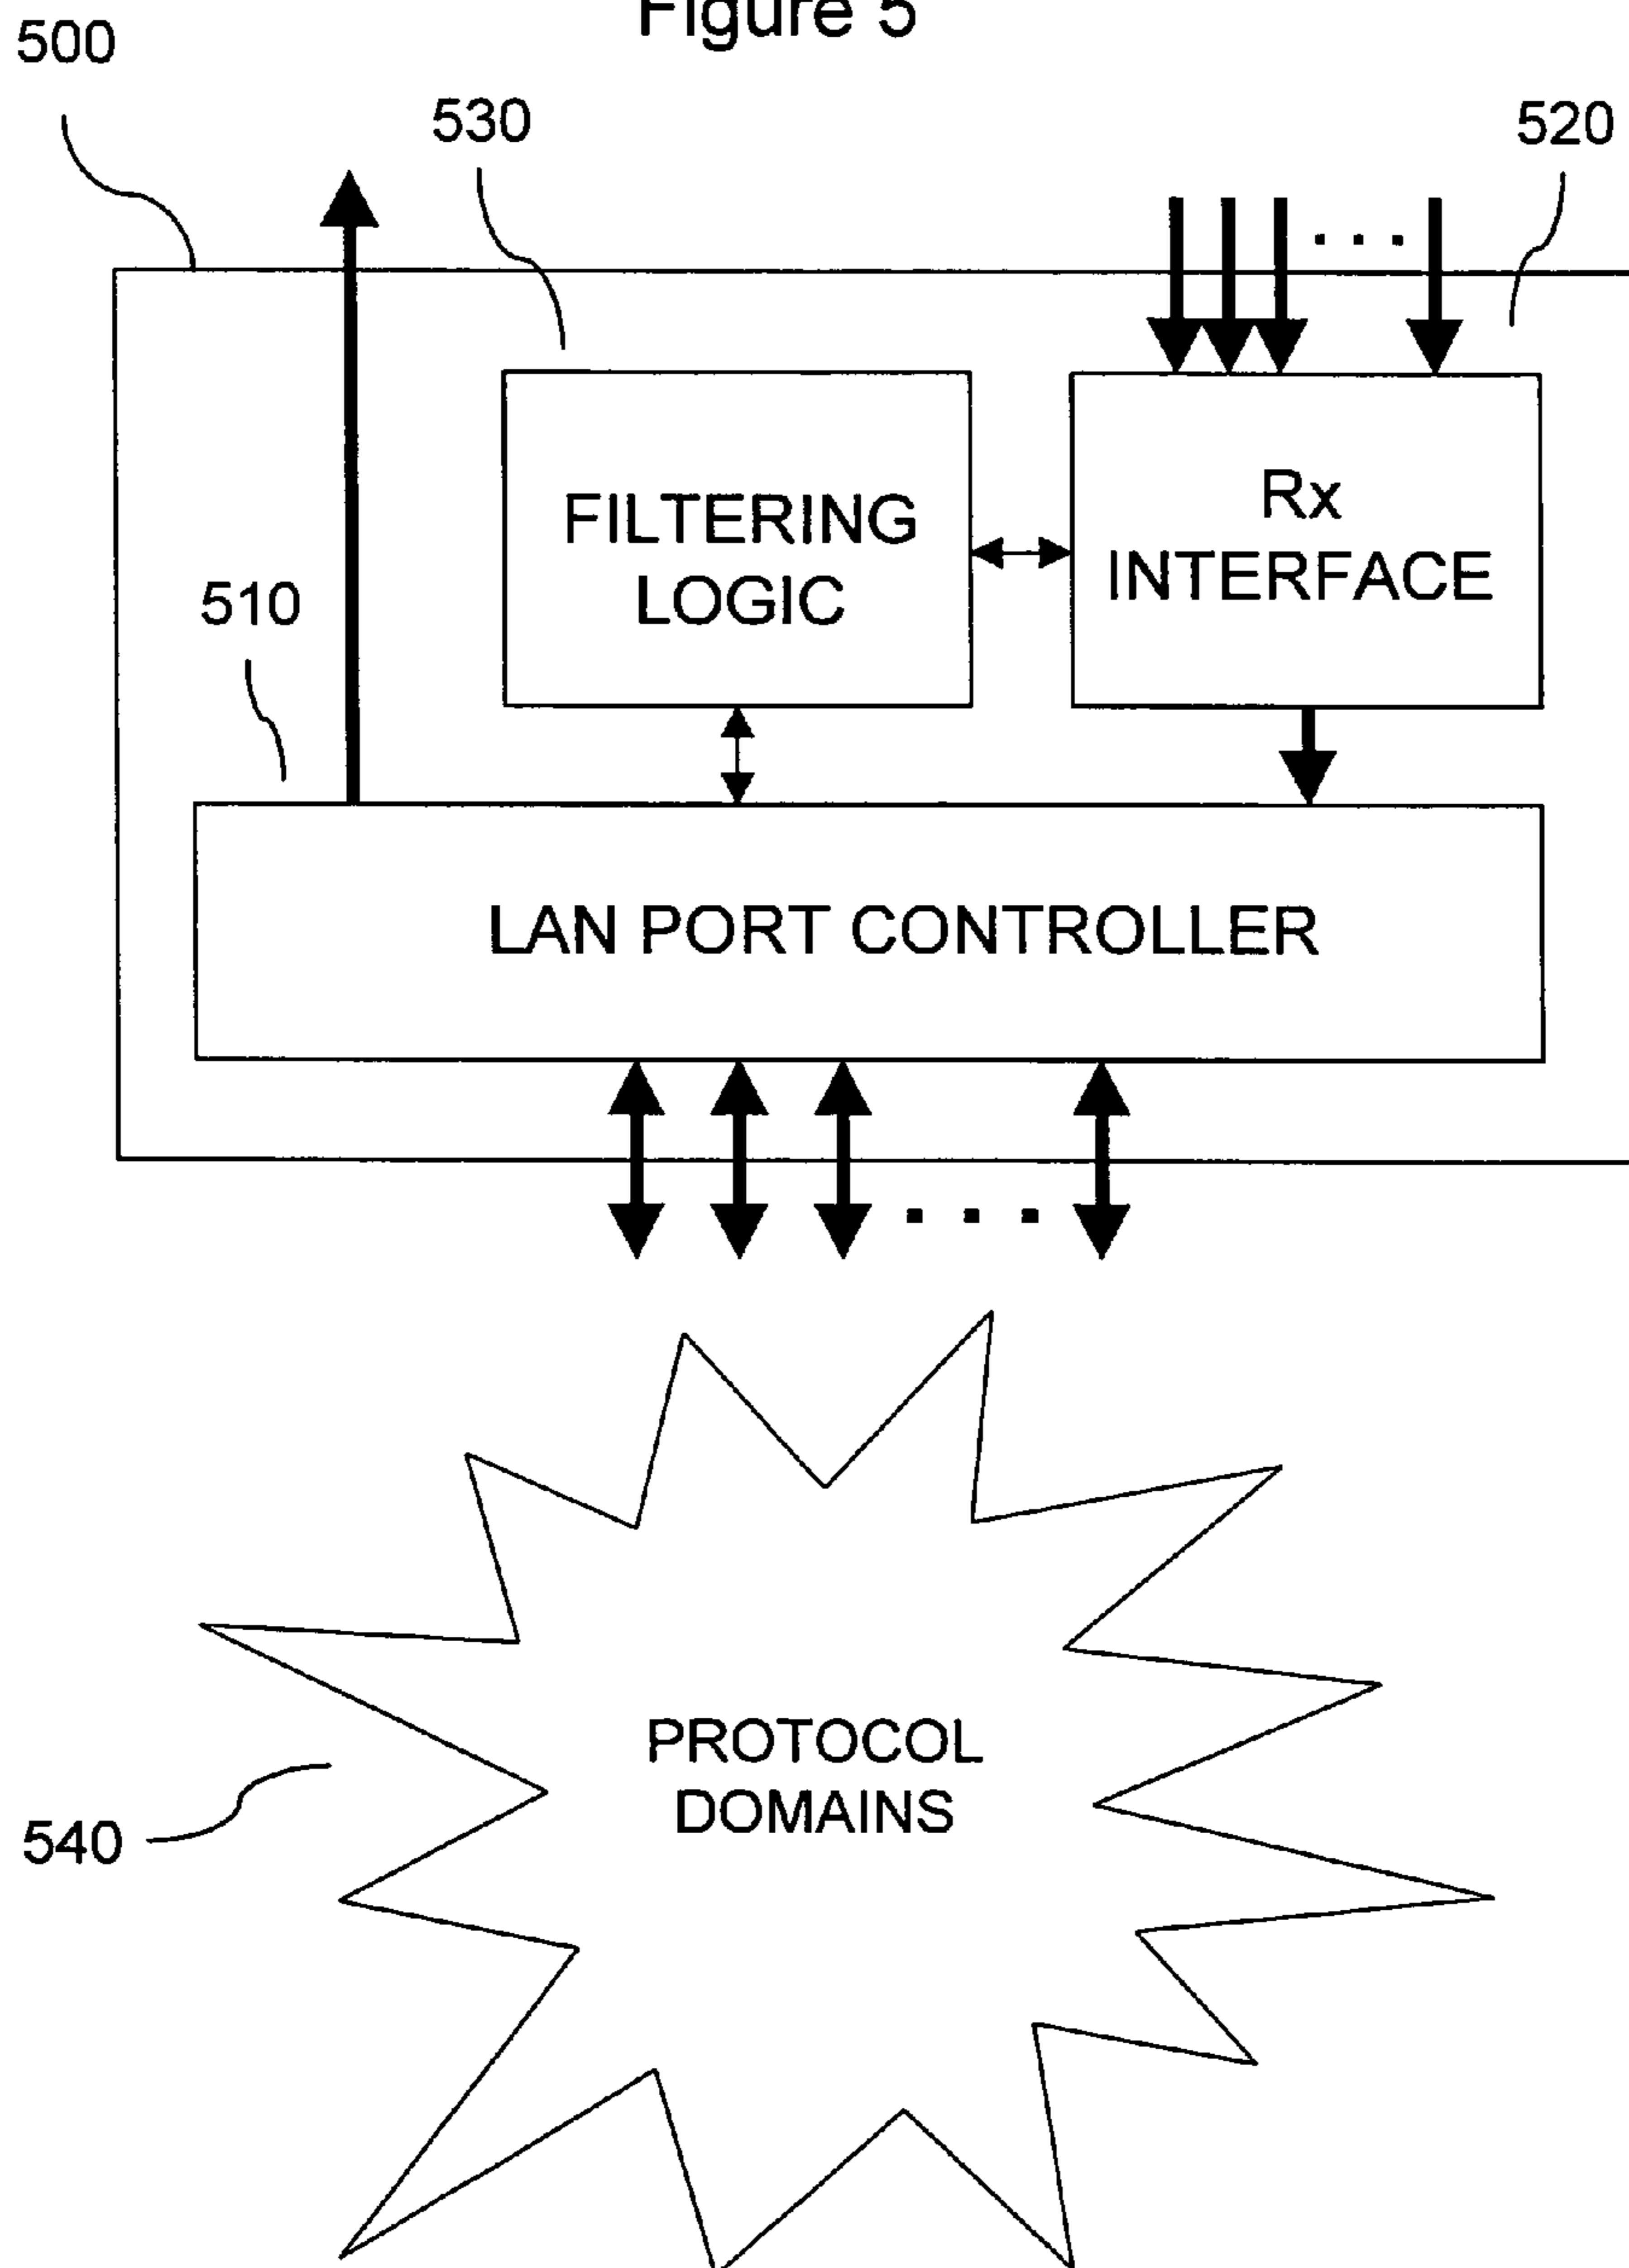 Figure 5
500
530
520
FILTERING
LOGIC
Rx
INTERFACE
510
LAN PORT CONTROLLER
PROTOCOL
DOMAINS
540